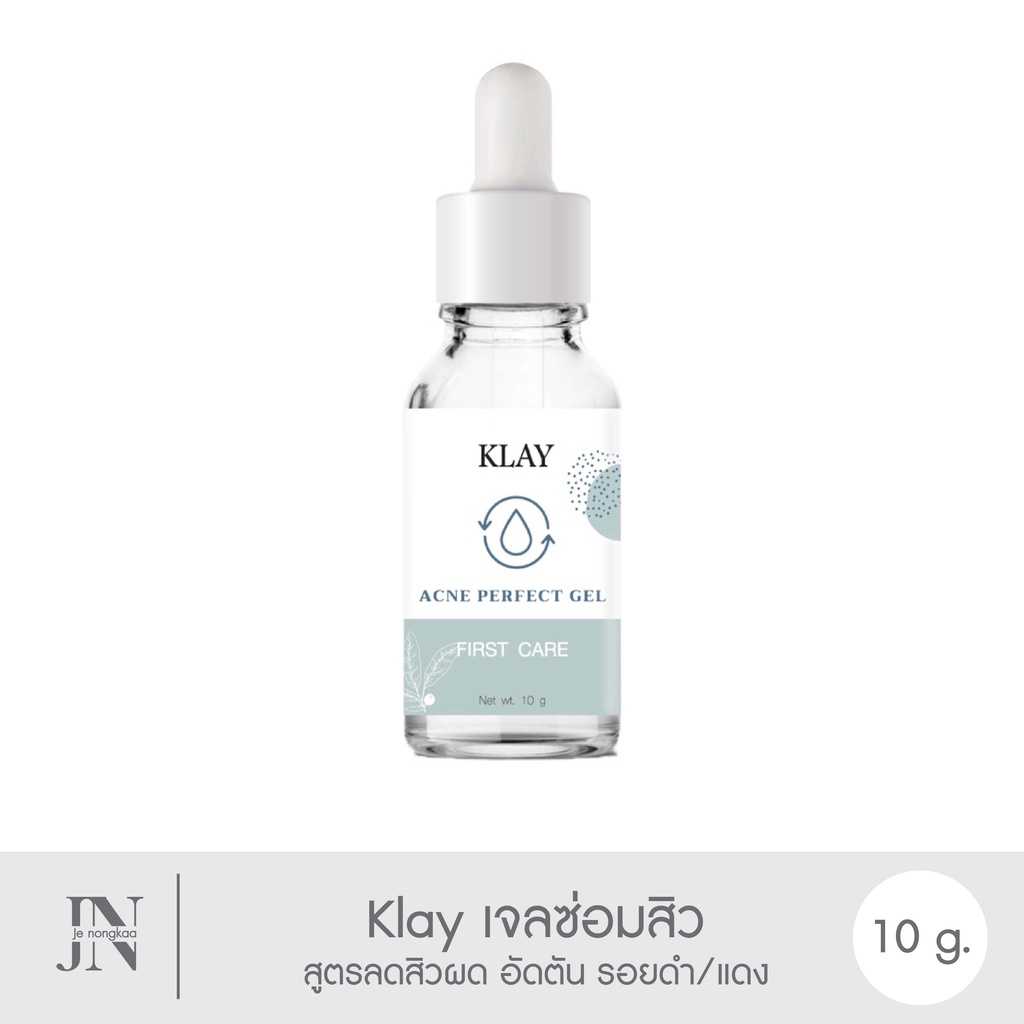 KLAY
ACNE PERFECT GEL
FIRST CARE
Net wt. 10 g
JN
je nongkaa
Klay เจลซ่อมสิว
สูตรลดสิวผด อัดตัน รอยดำ/แดง
10 g.